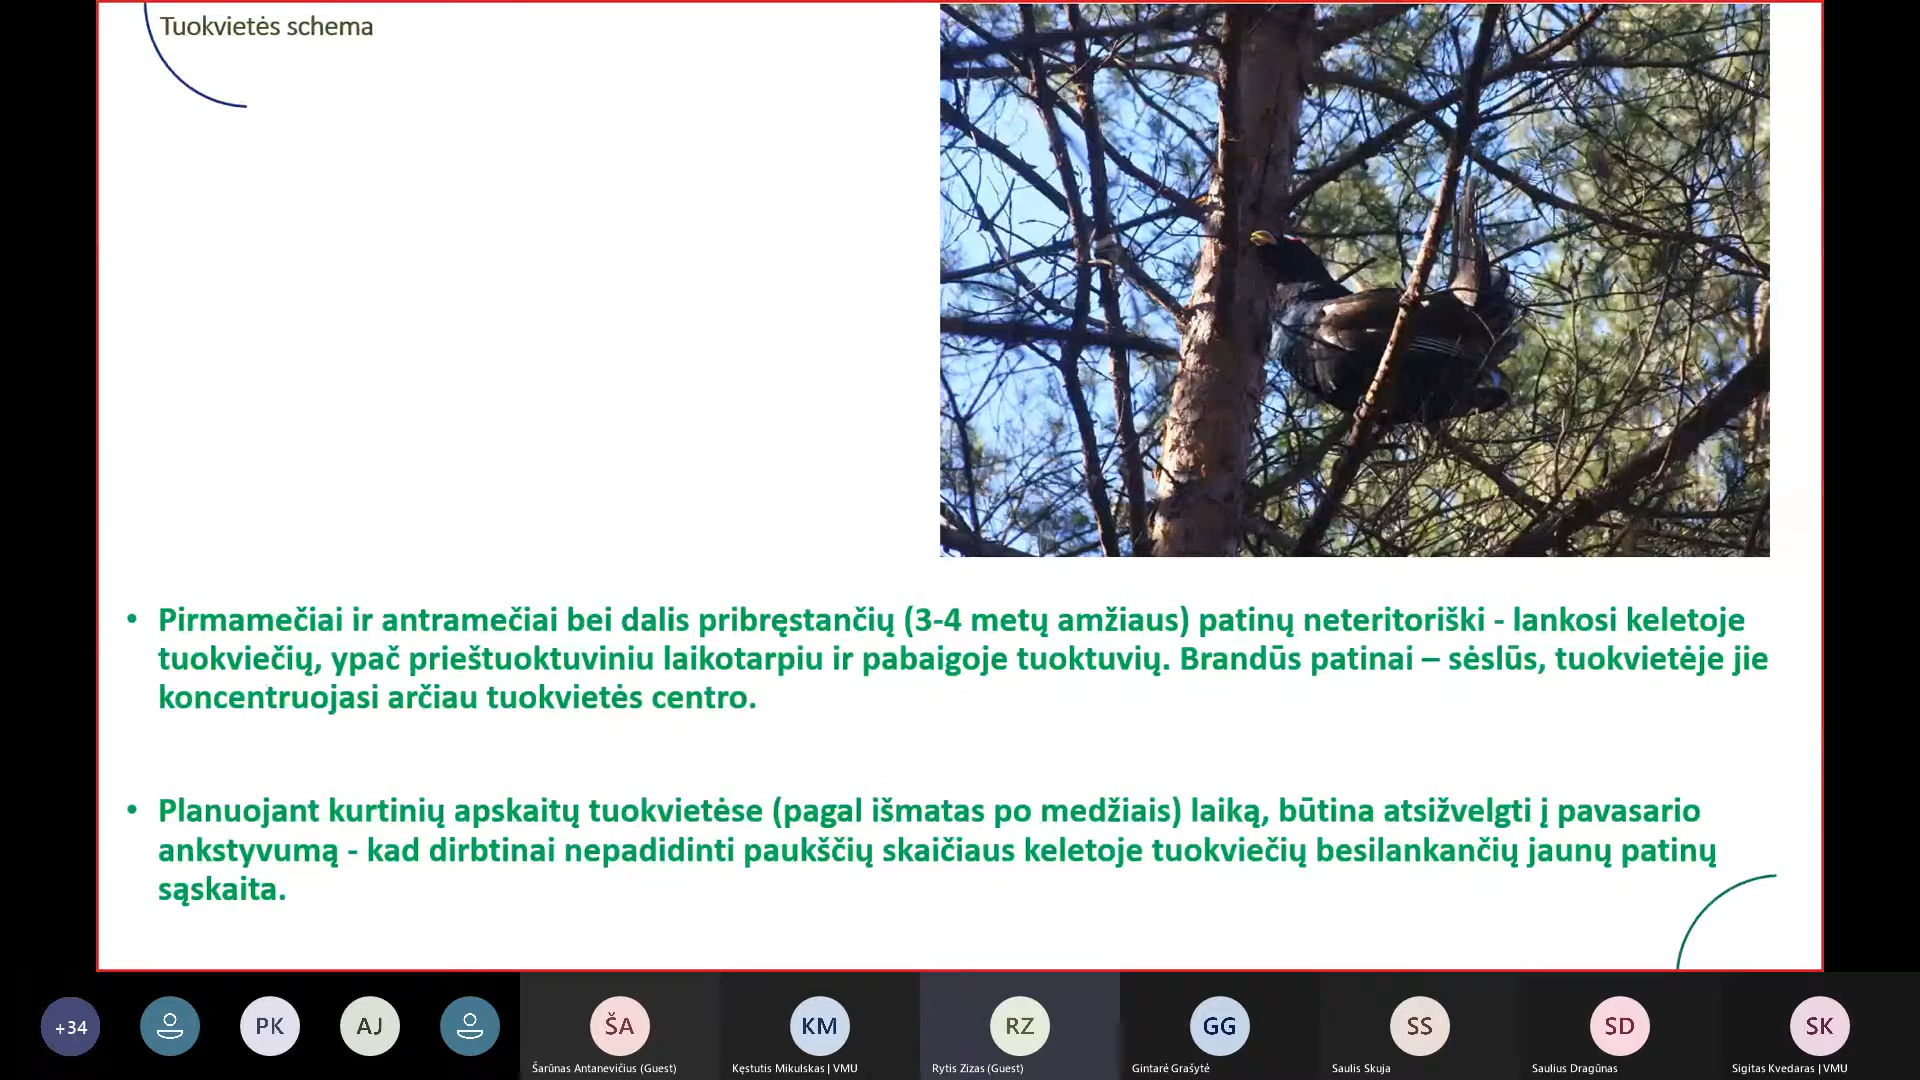 Tuokvietės schema
• Pirmamečiai ir antramečiai bei dalis pribręstančių (3-4 metų amžiaus) patinų neteritoriški - lankosi keletoje
tuokviečių, ypač prieštuoktuviniu laikotarpiu ir pabaigoje tuoktuvių. Brandūs patinai – sėslūs, tuokvietėje jie
koncentruojasi arčiau tuokvietės centro.
• Planuojant kurtinių apskaitų tuokvietėse (pagal išmatas po medžiais) laiką, būtina atsižvelgti į pavasario
ankstyvumą - kad dirbtinai nepadidinti paukščių skaičiaus keletoje tuokviečių besilankančių jaunų patinų
sąskaita.
+34
PK
AJ
ŠA
KM
RZ
GG
SS
SD
SK
Šarūnas Antanevičius (Guest)
Kęstutis Mikulskas | VMU
Rytis Zizas (Guest)
Gintarė Grašytė
Saulis Skuja
Saulius Dragūnas
Sigitas Kvedaras | VMU